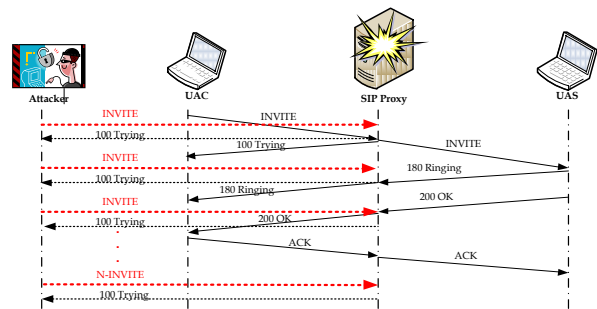 Attacker
UAC
SIP Proxy
UAS
INVITE
INVITE
100 Trying
100 Trying
INVITE
INVITE
180 Ringing
100 Trying
180 Ringing
INVITE
200 OK
200 OK
100 Trying
ACK
ACK
N-INVITE
100 Trying